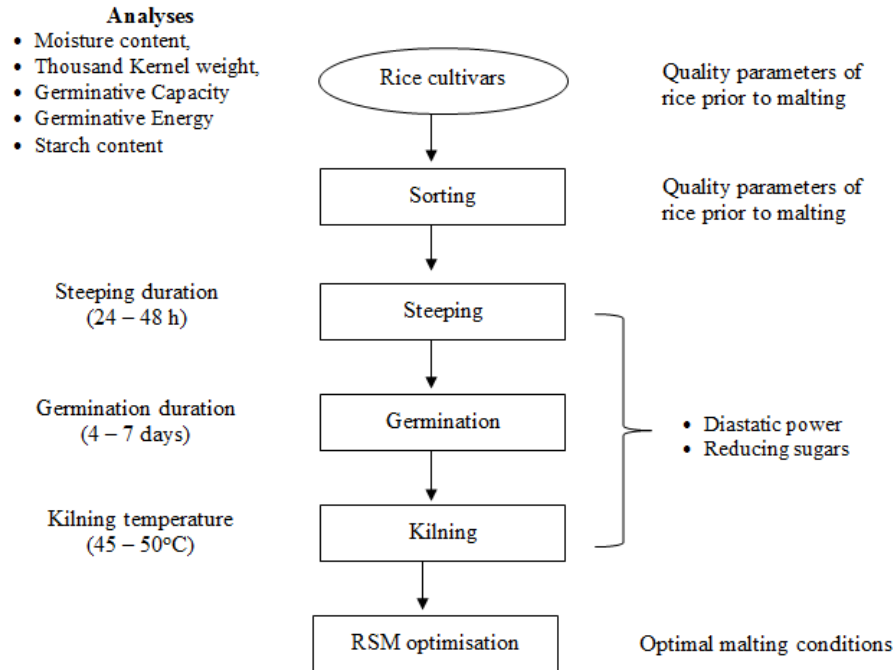 Analyses
• Moisture content,
• Thousand Kernel weight,
• Germinative Capacity
• Germinative Energy
• Starch content
Rice cultivars
Quality parameters of
rice prior to malting
Sorting
Quality parameters of
rice prior to malting
Steeping duration
(24 – 48 h)
Steeping
Germination duration
(4 – 7 days)
Germination
• Diastatic power
• Reducing sugars
Kilning temperature
(45 – 50°C)
Kilning
RSM optimisation
Optimal malting conditions